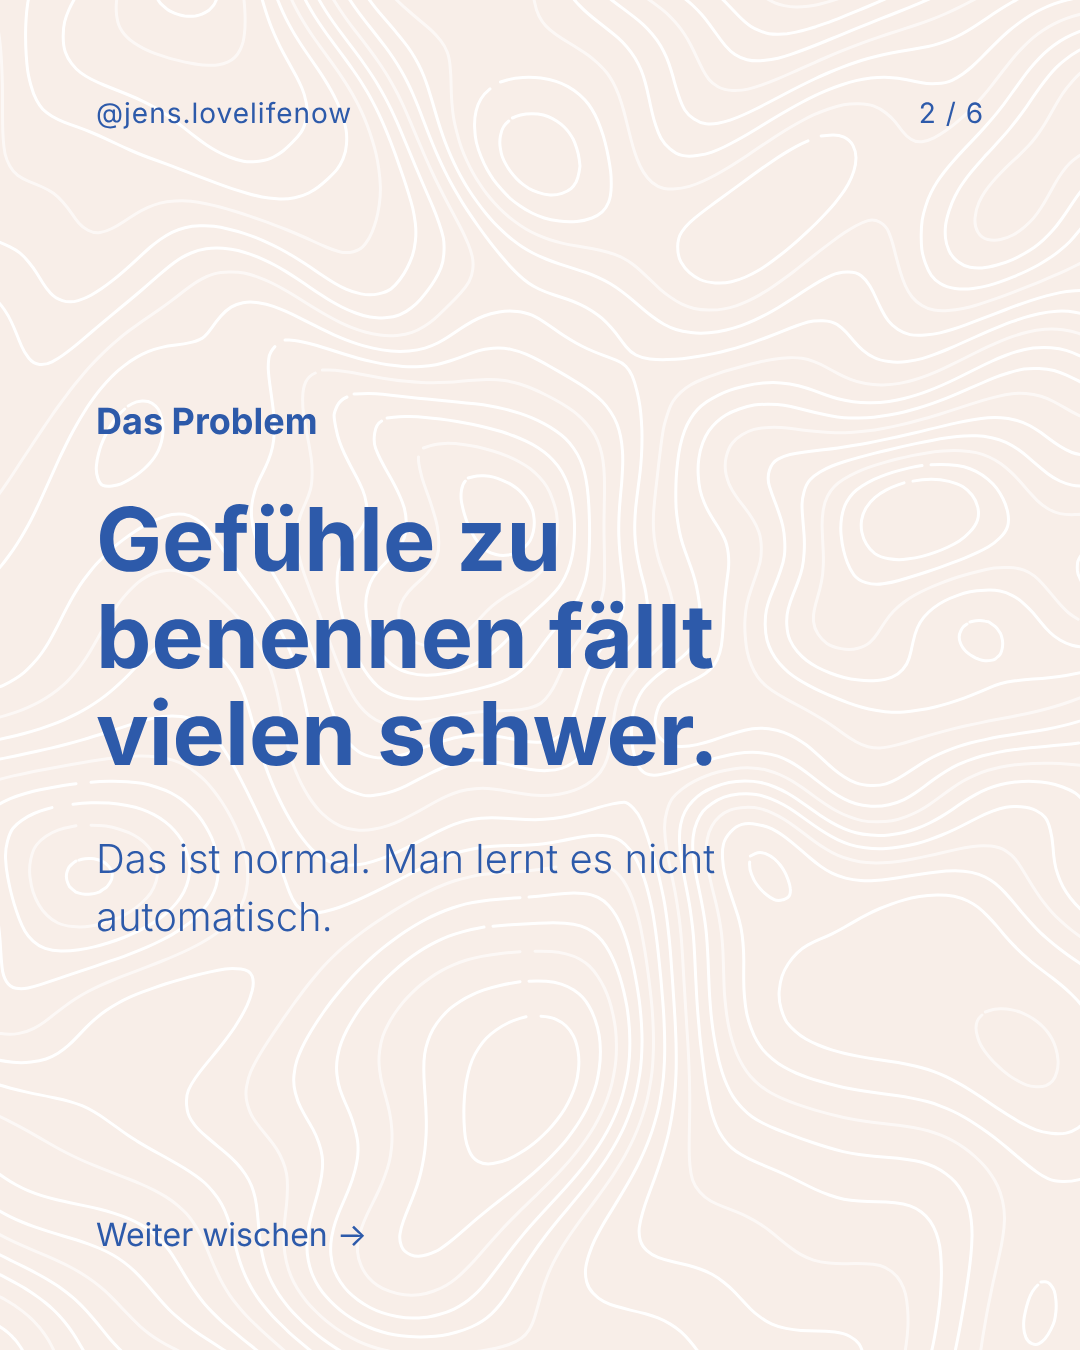 @jens.lovelifenow
2 / 6
Das Problem
Gefühle zu
benennen fällt
vielen schwer.
Das ist normal. Man lernt es nicht
automatisch.
Weiter wischen →